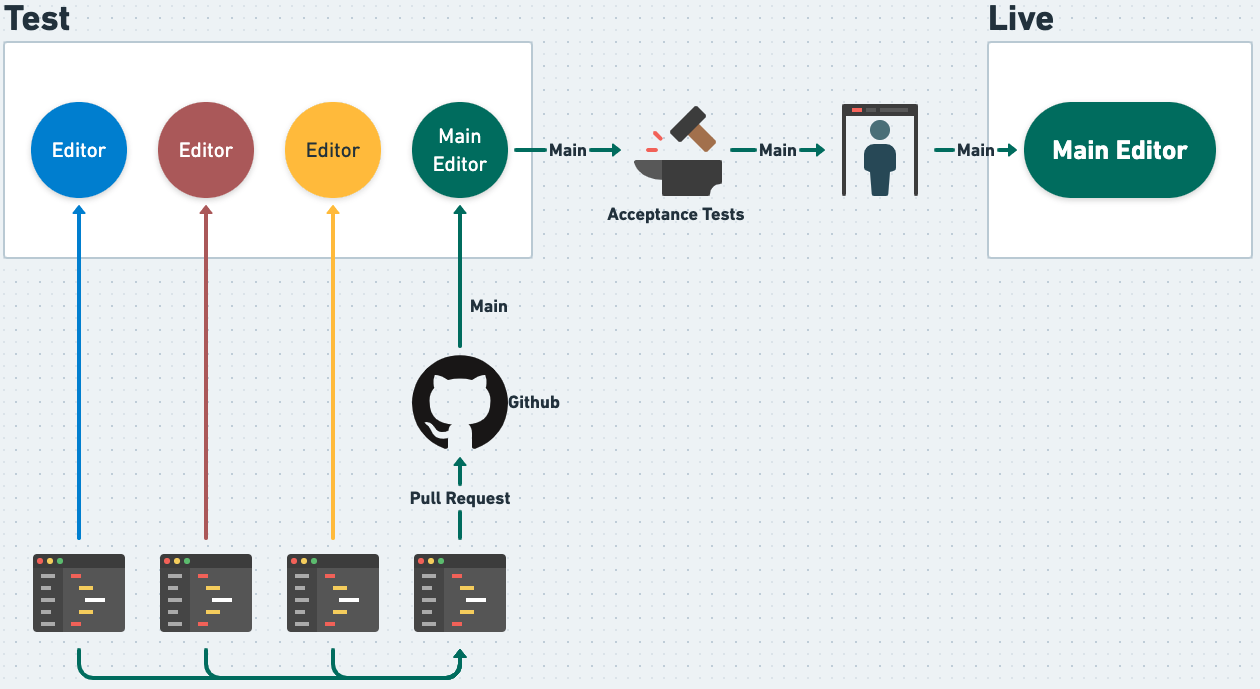 Test
Live
Editor
Editor
Editor
Main
Editor
Main
Main
Main
Main Editor
Acceptance Tests
Main
Github
Pull Request